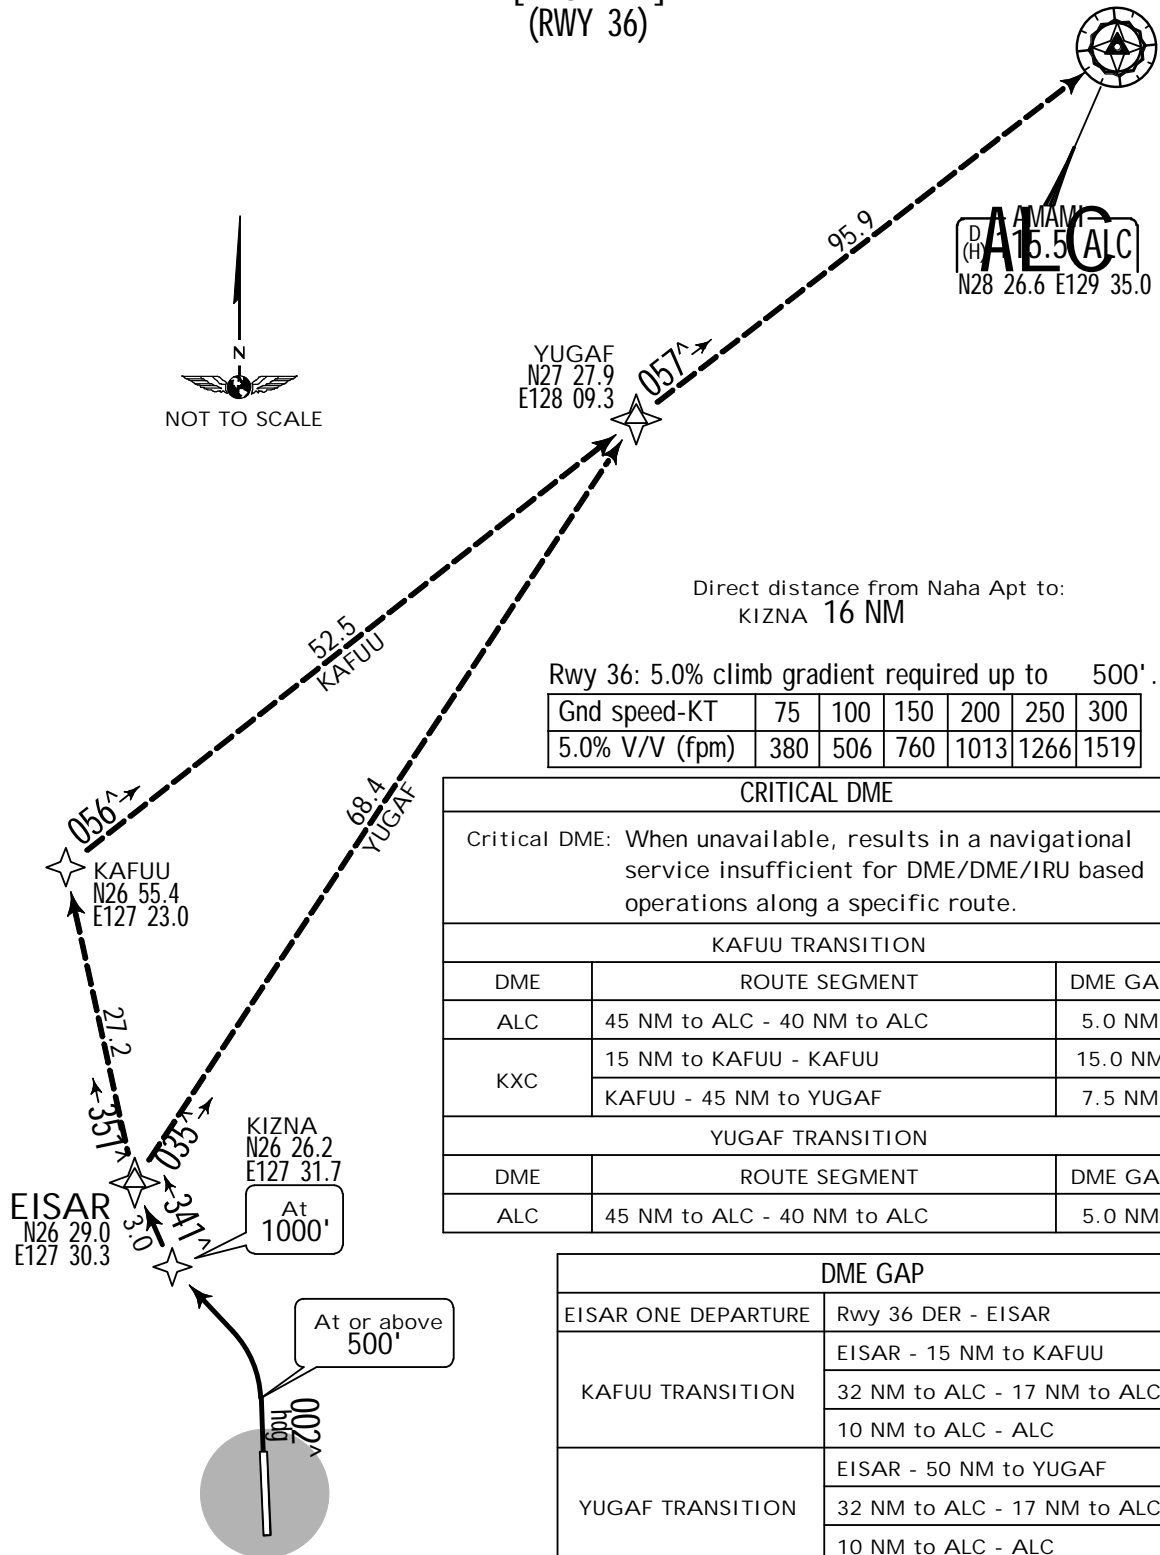 (RWY 36)
95.9
AMAMI
D
(H)
115.5 ALC
ALC
N28 26.6 E129 35.0
N
NOT TO SCALE
YUGAF
N27 27.9
E128 09.3
057^
52.5
KAFUU
Direct distance from Naha Apt to:
KIZNA 16 NM
Rwy 36: 5.0% climb gradient required up to 500'.
Gnd speed-KT 75 100 150 200 250 300
5.0% V/V (fpm) 380 506 760 1013 1266 1519
68.4
YUGAF
056^
KAFUU
N26 55.4
E127 23.0
CRITICAL DME
Critical DME: When unavailable, results in a navigational
service insufficient for DME/DME/IRU based
operations along a specific route.
KAFUU TRANSITION
DME ROUTE SEGMENT DME GA
ALC 45 NM to ALC - 40 NM to ALC 5.0 NM
KXC 15 NM to KAFUU - KAFUU 15.0 NM
KAFUU - 45 NM to YUGAF 7.5 NM
YUGAF TRANSITION
DME ROUTE SEGMENT DME GA
ALC 45 NM to ALC - 40 NM to ALC 5.0 NM
27.2
357^
035^
KIZNA
N26 26.2
E127 31.7
At
1000'
EISAR
N26 29.0
E127 30.3
3.0
341^
At or above
500'
002^
hdg
DME GAP
EISAR ONE DEPARTURE Rwy 36 DER - EISAR
KAFUU TRANSITION EISAR - 15 NM to KAFUU
32 NM to ALC - 17 NM to ALC
10 NM to ALC - ALC
YUGAF TRANSITION EISAR - 50 NM to YUGAF
32 NM to ALC - 17 NM to ALC
10 NM to ALC - ALC